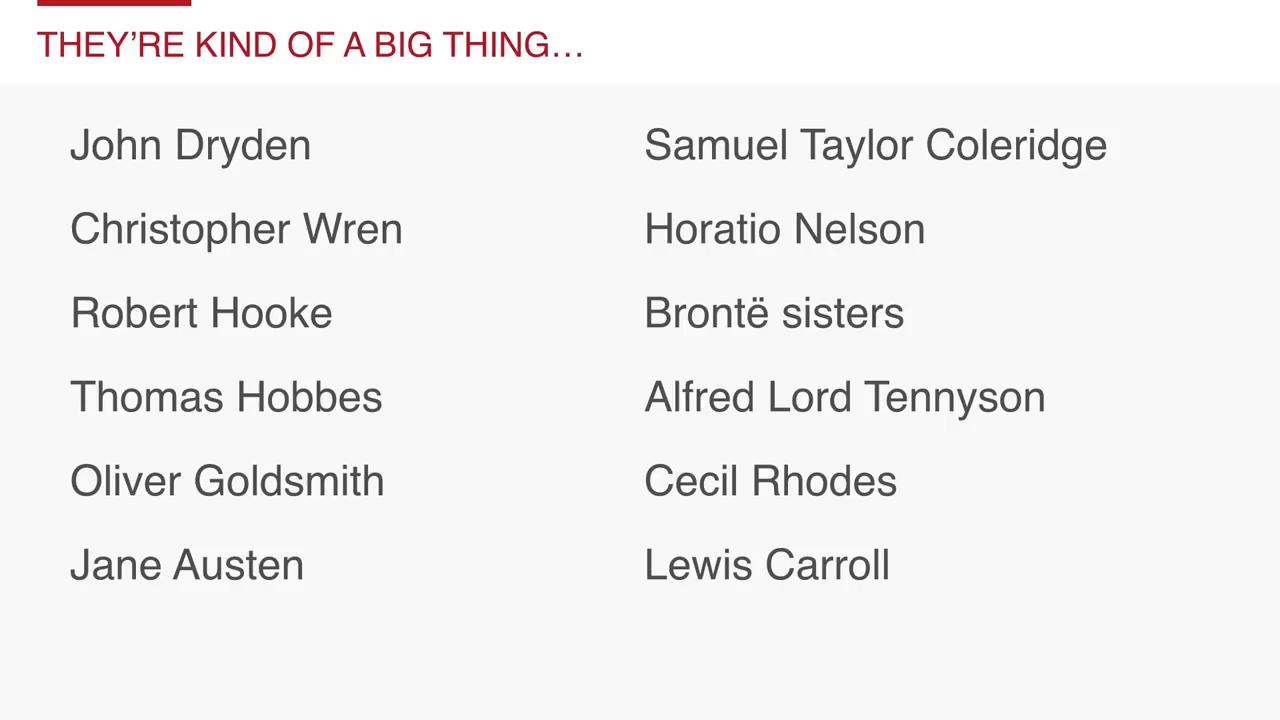 THEY'RE KIND OF A BIG THING…
John Dryden
Christopher Wren
Robert Hooke
Thomas Hobbes
Oliver Goldsmith
Jane Austen
Samuel Taylor Coleridge
Horatio Nelson
Brontë sisters
Alfred Lord Tennyson
Cecil Rhodes
Lewis Carroll